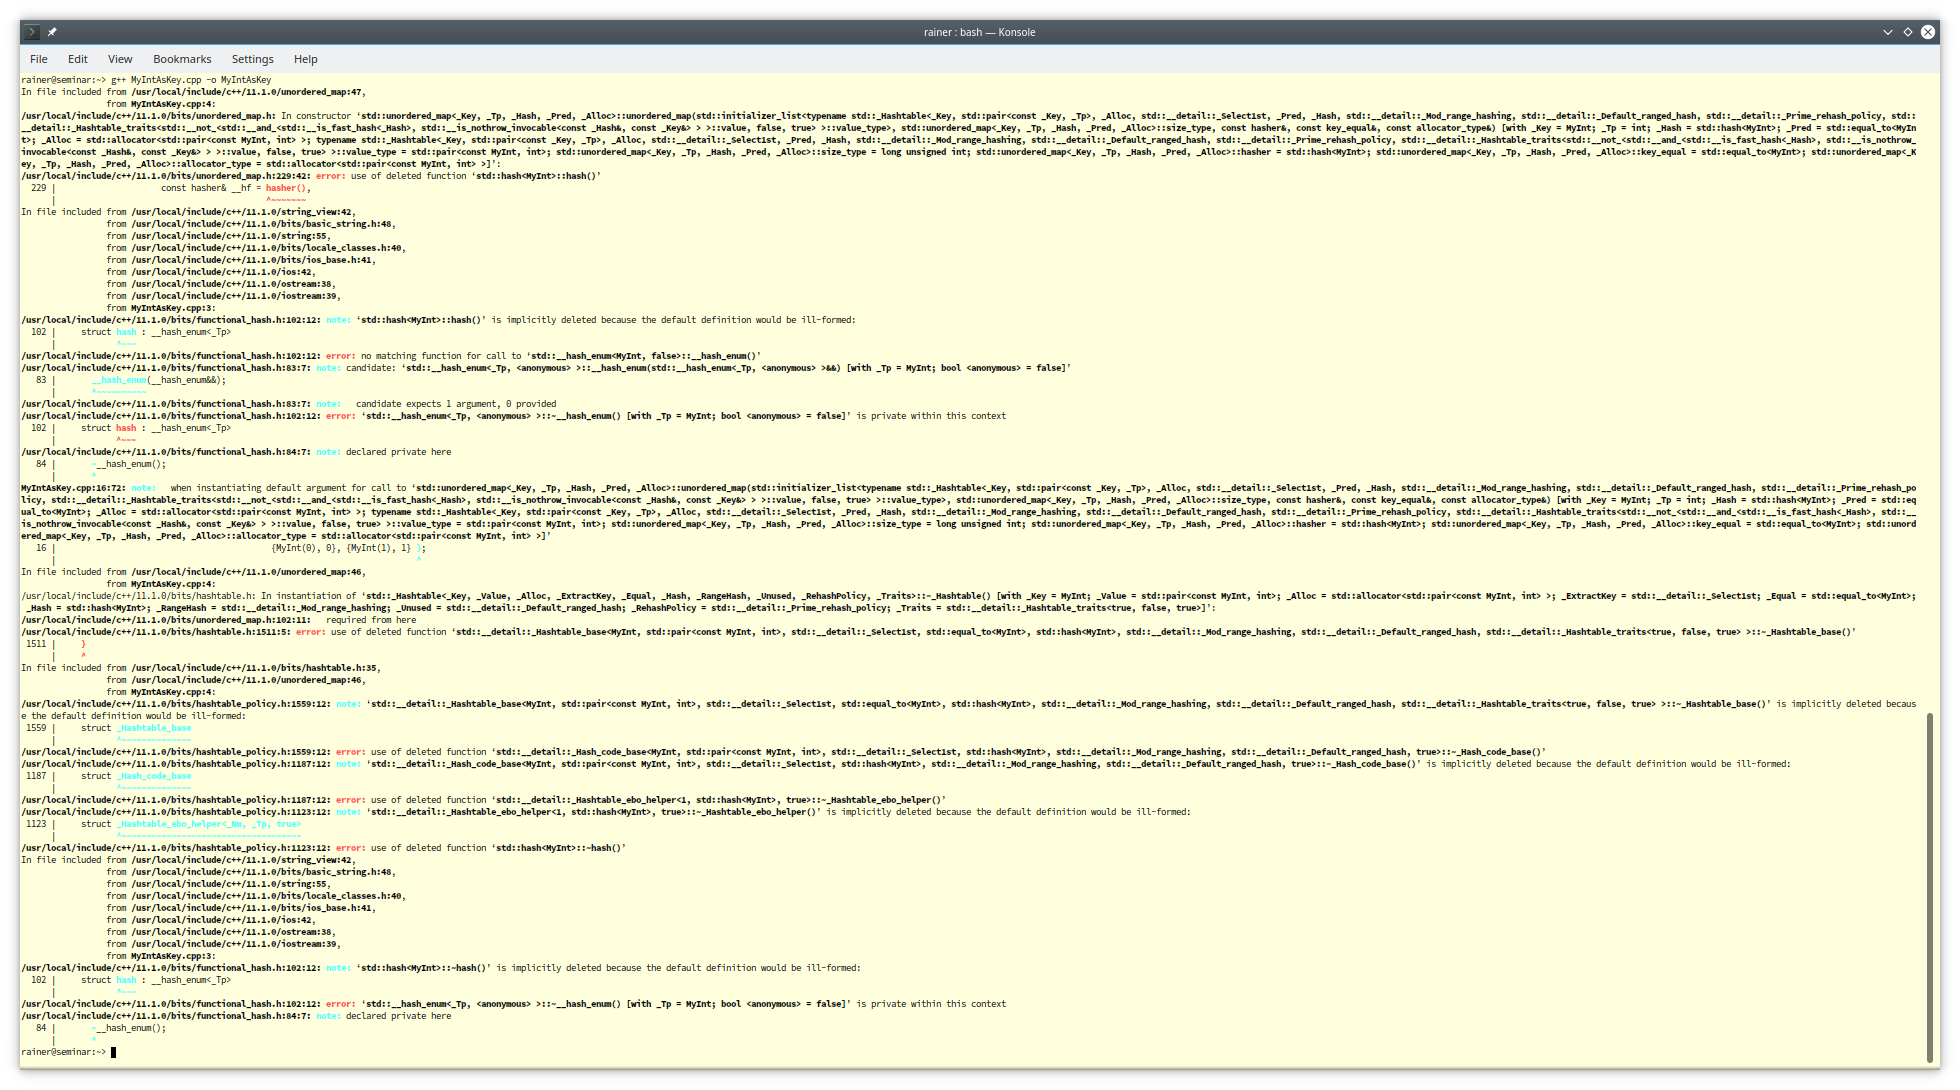 rainer : bash — Konsole
File Edit View Bookmarks Settings Help
rainer@seminar:~> g++ MyIntAsKey.cpp -o MyIntAsKey
In file included from /usr/local/include/c++/11.1.0/unordered_map:47,
from MyIntAsKey.cpp:4:
/usr/local/include/c++/11.1.0/bits/unordered_map.h: In constructor ‘std::unordered_map<_Key, _Tp, _Hash, _Pred, _Alloc>::unordered_map(std::initializer_list<typename std::_Hashtable<_Key, std::pair<const _Key, _Tp>, _Alloc, std::__detail::_Select1st, _Pred, _Hash, std::__detail::_Mod_range_hashing, std::__detail::_Default_ranged_hash, std::__detail::_Prime_rehash_policy, std::
__detail::_Hashtable_traits<std::__not_<std::__and_<std::__is_fast_hash<_Hash>, std::__is_nothrow_invocable<const _Hash&, const _Key&> > >::value, false, true> >::value_type>, std::unordered_map<_Key, _Tp, _Hash, _Pred, _Alloc>::size_type, const hasher&, const key_equal&, const allocator_type&) [with _Key = MyInt; _Tp = int; _Hash = std::hash<MyInt>; _Pred = std::equal_to<MyIn
t>; _Alloc = std::allocator<std::pair<const MyInt, int> >; typename std::_Hashtable<_Key, std::pair<const _Key, _Tp>, _Alloc, std::__detail::_Select1st, _Pred, _Hash, std::__detail::_Mod_range_hashing, std::__detail::_Default_ranged_hash, std::__detail::_Prime_rehash_policy, std::__detail::_Hashtable_traits<std::__not_<std::__and_<std::__is_fast_hash<_Hash>, std::__is_nothrow_
invocable<const _Hash&, const _Key&> > >::value, false, true> >::value_type = std::pair<const MyInt, int>; std::unordered_map<_Key, _Tp, _Hash, _Pred, _Alloc>::size_type = long unsigned int; std::unordered_map<_Key, _Tp, _Hash, _Pred, _Alloc>::hasher = std::hash<MyInt>; std::unordered_map<_Key, _Tp, _Hash, _Pred, _Alloc>::key_equal = std::equal_to<MyInt>; std::unordered_map<_K
ey, _Tp, _Hash, _Pred, _Alloc>::allocator_type = std::allocator<std::pair<const MyInt, int> >]’:
/usr/local/include/c++/11.1.0/bits/unordered_map.h:229:42: error: use of deleted function ‘std::hash<MyInt>::hash()’
229 | const hasher& __hf = hasher(),
| ^~~~~~~~
In file included from /usr/local/include/c++/11.1.0/string_view:42,
from /usr/local/include/c++/11.1.0/bits/basic_string.h:48,
from /usr/local/include/c++/11.1.0/string:55,
from /usr/local/include/c++/11.1.0/bits/locale_classes.h:40,
from /usr/local/include/c++/11.1.0/bits/ios_base.h:41,
from /usr/local/include/c++/11.1.0/ios:42,
from /usr/local/include/c++/11.1.0/ostream:38,
from /usr/local/include/c++/11.1.0/iostream:39,
from MyIntAsKey.cpp:3:
/usr/local/include/c++/11.1.0/bits/functional_hash.h:102:12: note: ‘std::hash<MyInt>::hash()’ is implicitly deleted because the default definition would be ill-formed:
102 | struct hash : __hash_enum<_Tp>
| ^~~~
/usr/local/include/c++/11.1.0/bits/functional_hash.h:102:12: error: no matching function for call to ‘std::__hash_enum<MyInt, false>::__hash_enum()’
/usr/local/include/c++/11.1.0/bits/functional_hash.h:83:7: note: candidate: ‘std::__hash_enum<_Tp, <anonymous> >::__hash_enum(std::__hash_enum<_Tp, <anonymous> >&&) [with _Tp = MyInt; bool <anonymous> = false]’
83 | __hash_enum(__hash_enum&&);
| ^~~~~~~~~~~
/usr/local/include/c++/11.1.0/bits/functional_hash.h:83:7: note: candidate expects 1 argument, 0 provided
/usr/local/include/c++/11.1.0/bits/functional_hash.h:102:12: error: ‘std::__hash_enum<_Tp, <anonymous> >::~__hash_enum() [with _Tp = MyInt; bool <anonymous> = false]’ is private within this context
102 | struct hash : __hash_enum<_Tp>
| ^~~~
/usr/local/include/c++/11.1.0/bits/functional_hash.h:84:7: note: declared private here
84 | ~__hash_enum();
| ^
MyIntAsKey.cpp:16:72: note: when instantiating default argument for call to ‘std::unordered_map<_Key, _Tp, _Hash, _Pred, _Alloc>::unordered_map(std::initializer_list<typename std::_Hashtable<_Key, std::pair<const _Key, _Tp>, _Alloc, std::__detail::_Select1st, _Pred, _Hash, std::__detail::_Mod_range_hashing, std::__detail::_Default_ranged_hash, std::__detail::_Prime_rehash_po
licy, std::__detail::_Hashtable_traits<std::__not_<std::__and_<std::__is_fast_hash<_Hash>, std::__is_nothrow_invocable<const _Hash&, const _Key&> > >::value, false, true> >::value_type>, std::unordered_map<_Key, _Tp, _Hash, _Pred, _Alloc>::size_type, const hasher&, const key_equal&, const allocator_type&) [with _Key = MyInt; _Tp = int; _Hash = std::hash<MyInt>; _Pred = std::eq
ual_to<MyInt>; _Alloc = std::allocator<std::pair<const MyInt, int> >; typename std::_Hashtable<_Key, std::pair<const _Key, _Tp>, _Alloc, std::__detail::_Select1st, _Pred, _Hash, std::__detail::_Mod_range_hashing, std::__detail::_Default_ranged_hash, std::__detail::_Prime_rehash_policy, std::__detail::_Hashtable_traits<std::__not_<std::__and_<std::__is_fast_hash<_Hash>, std::__
is_nothrow_invocable<const _Hash&, const _Key&> > >::value, false, true> >::value_type = std::pair<const MyInt, int>; std::unordered_map<_Key, _Tp, _Hash, _Pred, _Alloc>::size_type = long unsigned int; std::unordered_map<_Key, _Tp, _Hash, _Pred, _Alloc>::hasher = std::hash<MyInt>; std::unordered_map<_Key, _Tp, _Hash, _Pred, _Alloc>::key_equal = std::equal_to<MyInt>; std::unord
ered_map<_Key, _Tp, _Hash, _Pred, _Alloc>::allocator_type = std::allocator<std::pair<const MyInt, int> >]’
16 | {MyInt(0), 0}, {MyInt(1), 1} };
| ^
In file included from /usr/local/include/c++/11.1.0/unordered_map:46,
from MyIntAsKey.cpp:4:
/usr/local/include/c++/11.1.0/bits/hashtable.h: In instantiation of ‘std::_Hashtable<_Key, _Value, _Alloc, _ExtractKey, _Equal, _Hash, _RangeHash, _Unused, _RehashPolicy, _Traits>::~_Hashtable() [with _Key = MyInt; _Value = std::pair<const MyInt, int>; _Alloc = std::allocator<std::pair<const MyInt, int> >; _ExtractKey = std::__detail::_Select1st; _Equal = std::equal_to<MyInt>;
_Hash = std::hash<MyInt>; _RangeHash = std::__detail::_Mod_range_hashing; _Unused = std::__detail::_Default_ranged_hash; _RehashPolicy = std::__detail::_Prime_rehash_policy; _Traits = std::__detail::_Hashtable_traits<true, false, true>]’:
/usr/local/include/c++/11.1.0/bits/unordered_map.h:102:11: required from here
/usr/local/include/c++/11.1.0/bits/hashtable.h:1511:5: error: use of deleted function ‘std::__detail::_Hashtable_base<MyInt, std::pair<const MyInt, int>, std::__detail::_Select1st, std::equal_to<MyInt>, std::hash<MyInt>, std::__detail::_Mod_range_hashing, std::__detail::_Default_ranged_hash, std::__detail::_Hashtable_traits<true, false, true> >::~_Hashtable_base()’
1511 | }
| ^
In file included from /usr/local/include/c++/11.1.0/bits/hashtable.h:35,
from /usr/local/include/c++/11.1.0/unordered_map:46,
from MyIntAsKey.cpp:4:
/usr/local/include/c++/11.1.0/bits/hashtable_policy.h:1559:12: note: ‘std::__detail::_Hashtable_base<MyInt, std::pair<const MyInt, int>, std::__detail::_Select1st, std::equal_to<MyInt>, std::hash<MyInt>, std::__detail::_Mod_range_hashing, std::__detail::_Default_ranged_hash, std::__detail::_Hashtable_traits<true, false, true> >::~_Hashtable_base()’ is implicitly deleted becaus
e the default definition would be ill-formed:
1559 | struct _Hashtable_base
| ^~~~~~~~~~~~~~~
/usr/local/include/c++/11.1.0/bits/hashtable_policy.h:1559:12: error: use of deleted function ‘std::__detail::_Hash_code_base<MyInt, std::pair<const MyInt, int>, std::__detail::_Select1st, std::hash<MyInt>, std::__detail::_Mod_range_hashing, std::__detail::_Default_ranged_hash, true>::~_Hash_code_base()’
/usr/local/include/c++/11.1.0/bits/hashtable_policy.h:1187:12: note: ‘std::__detail::_Hash_code_base<MyInt, std::pair<const MyInt, int>, std::__detail::_Select1st, std::hash<MyInt>, std::__detail::_Mod_range_hashing, std::__detail::_Default_ranged_hash, true>::~_Hash_code_base()’ is implicitly deleted because the default definition would be ill-formed:
1187 | struct _Hash_code_base
| ^~~~~~~~~~~~~~~
/usr/local/include/c++/11.1.0/bits/hashtable_policy.h:1187:12: error: use of deleted function ‘std::__detail::_Hashtable_ebo_helper<1, std::hash<MyInt>, true>::~_Hashtable_ebo_helper()’
/usr/local/include/c++/11.1.0/bits/hashtable_policy.h:1123:12: note: ‘std::__detail::_Hashtable_ebo_helper<1, std::hash<MyInt>, true>::~_Hashtable_ebo_helper()’ is implicitly deleted because the default definition would be ill-formed:
1123 | struct _Hashtable_ebo_helper<_Nm, _Tp, true>
| ^~~~~~~~~~~~~~~~~~~~~~~~~~~~~~~~~~~~~
/usr/local/include/c++/11.1.0/bits/hashtable_policy.h:1123:12: error: use of deleted function ‘std::hash<MyInt>::~hash()’
In file included from /usr/local/include/c++/11.1.0/string_view:42,
from /usr/local/include/c++/11.1.0/bits/basic_string.h:48,
from /usr/local/include/c++/11.1.0/string:55,
from /usr/local/include/c++/11.1.0/bits/locale_classes.h:40,
from /usr/local/include/c++/11.1.0/bits/ios_base.h:41,
from /usr/local/include/c++/11.1.0/ios:42,
from /usr/local/include/c++/11.1.0/ostream:38,
from /usr/local/include/c++/11.1.0/iostream:39,
from MyIntAsKey.cpp:3:
/usr/local/include/c++/11.1.0/bits/functional_hash.h:102:12: note: ‘std::hash<MyInt>::~hash()’ is implicitly deleted because the default definition would be ill-formed:
102 | struct hash : __hash_enum<_Tp>
| ^~~~
/usr/local/include/c++/11.1.0/bits/functional_hash.h:102:12: error: ‘std::__hash_enum<_Tp, <anonymous> >::~__hash_enum() [with _Tp = MyInt; bool <anonymous> = false]’ is private within this context
/usr/local/include/c++/11.1.0/bits/functional_hash.h:84:7: note: declared private here
84 | ~__hash_enum();
| ^
rainer@seminar:~>